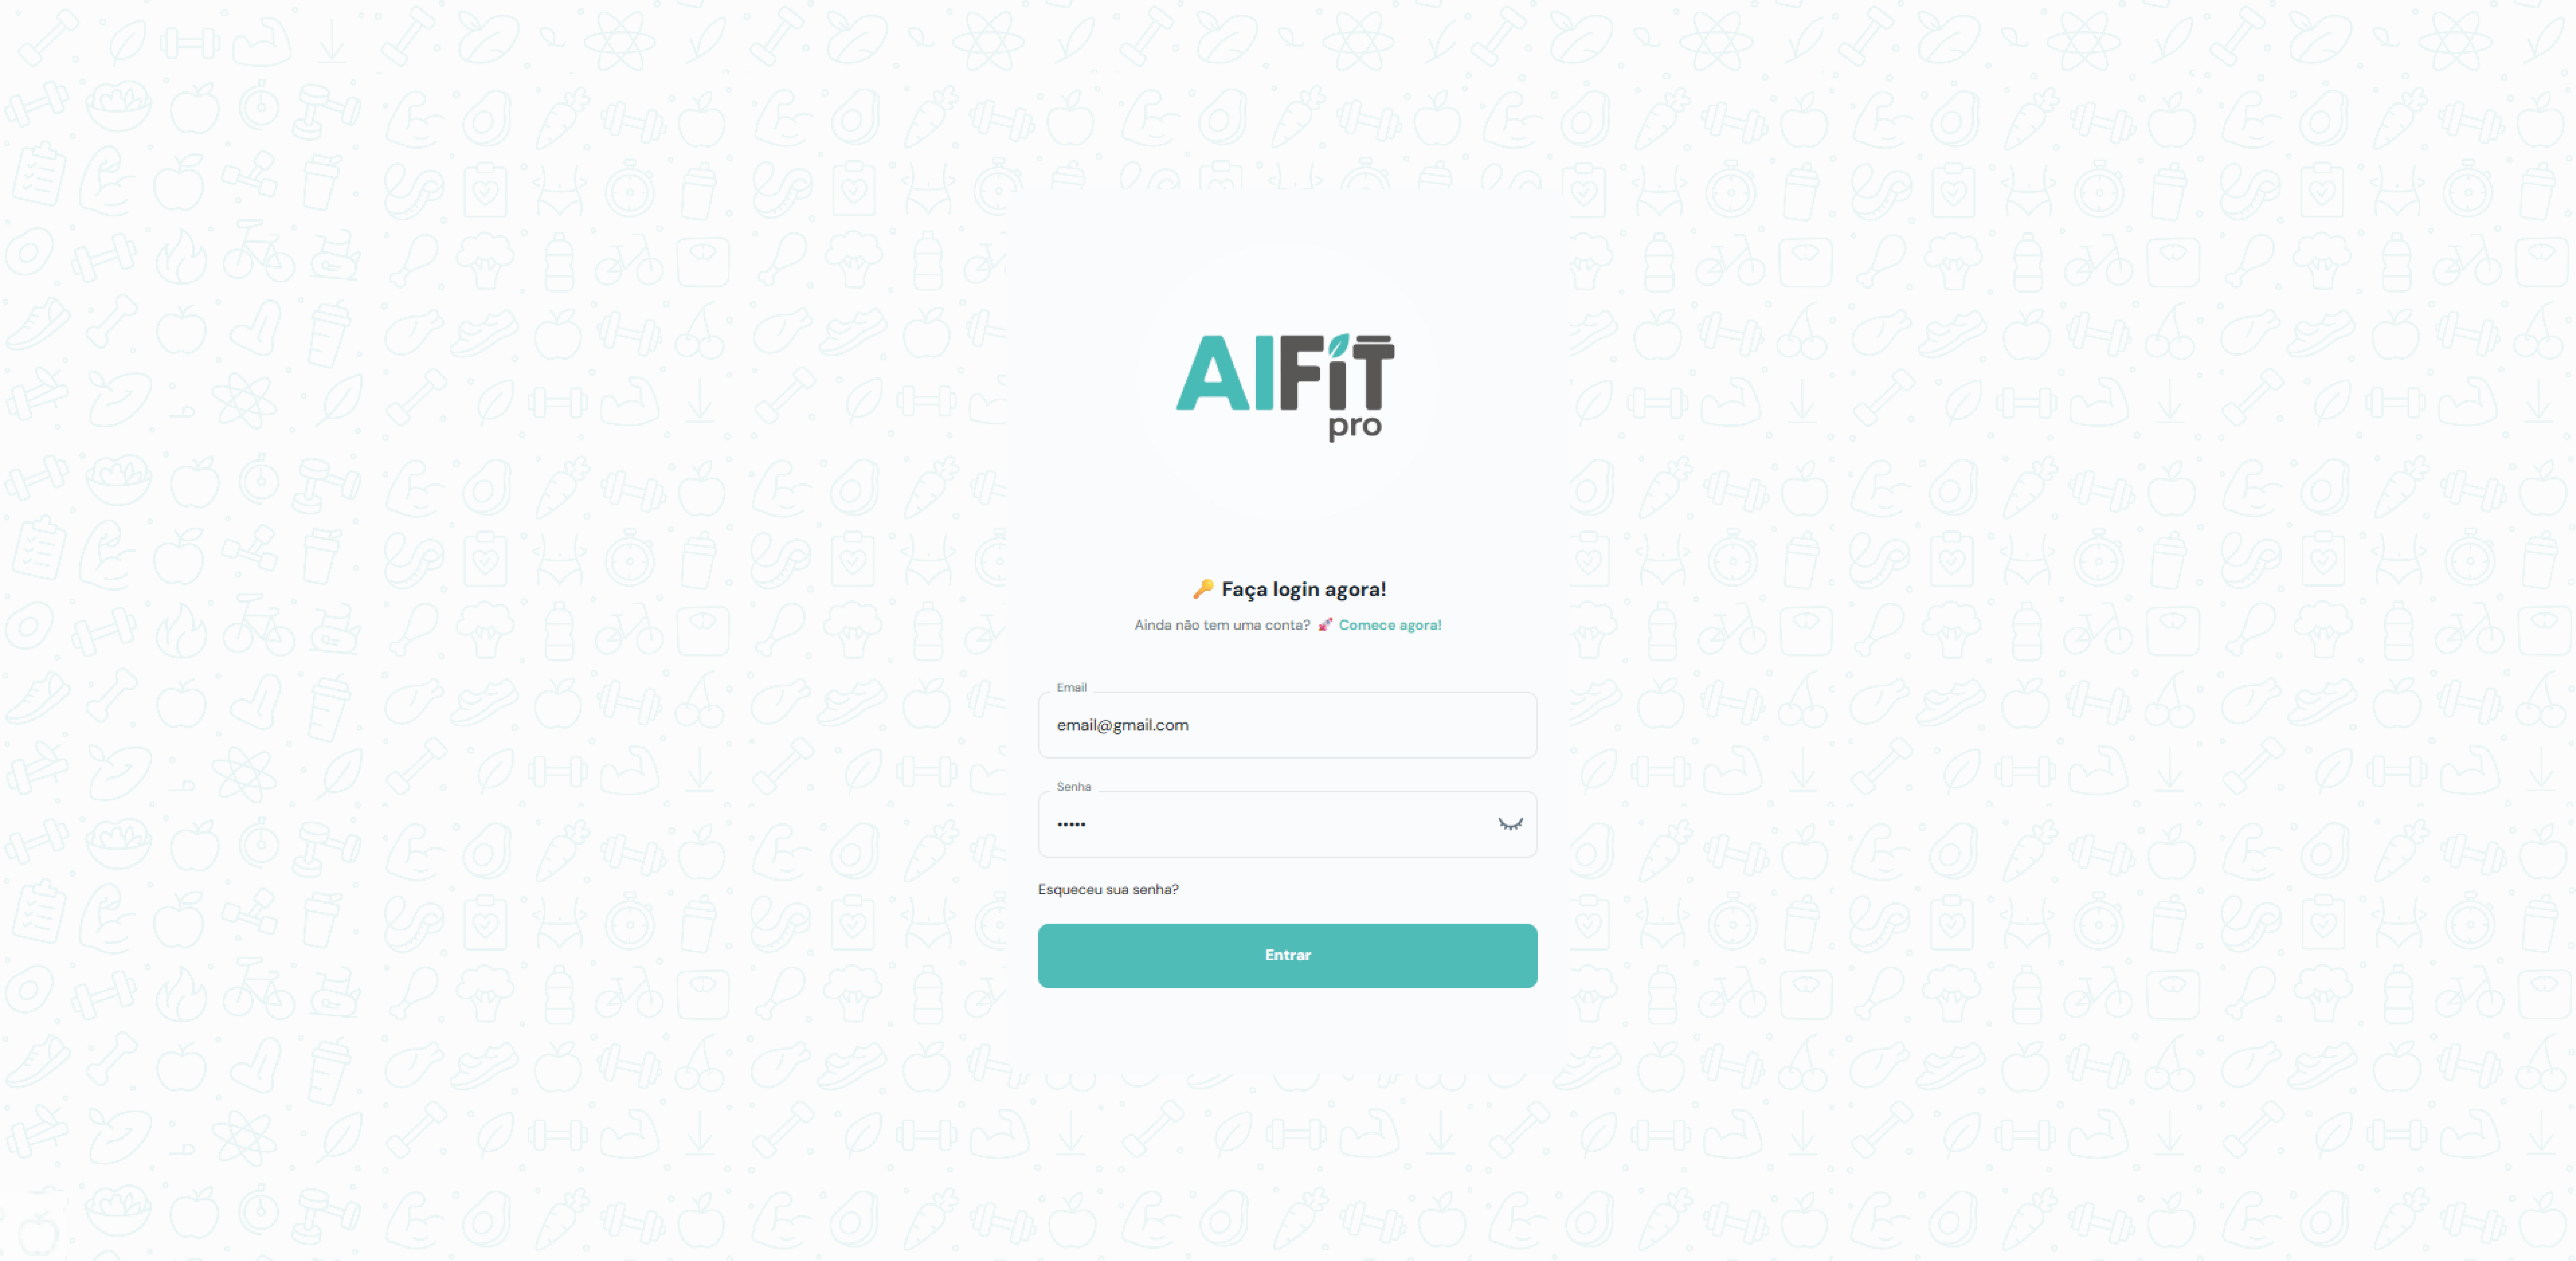 AIFiT
pro
🔑 Faça login agora!
Ainda não tem uma conta? 🚀 Comece agora!
Email
email@gmail.com
Senha
•••••
Esqueceu sua senha?
Entrar